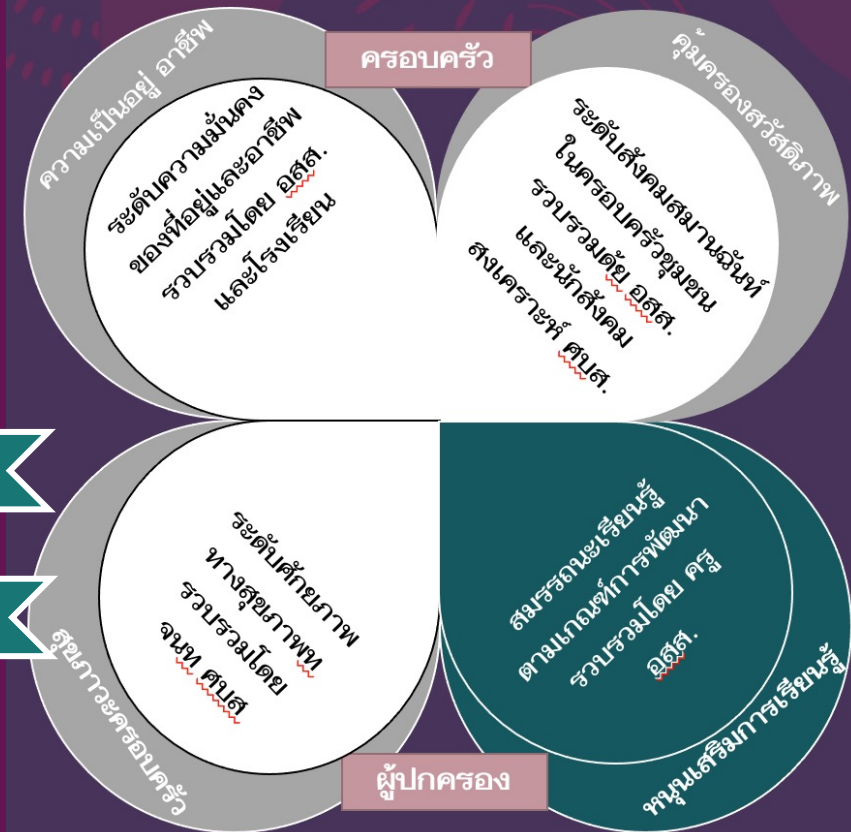 ครอบครัว
ความเป็นอยู่ อาชีพ
ระดับความมั่นคง
ของที่อยู่และอาชีพ
รวบรวมโดย อสส.
และโรงเรียน
คุ้มครองสวัสดิภาพ
ระดับสังคมสมานฉันท์
ในครอบครัวชุมชน
รวบรวมด้ย อสส.
และนักสังคม
สงเคราะห์ ศบส.
ระดับศักยภาพ
ทางสุขภาพท
รวบรวมโดย
จนท ศบส
สุขภาวะครอบครัว
สมรรถนะเรียนรู้
ตามเกณฑ์การพัฒนา
รวบรวมโดย ครู
อสส.
หนุนเสริมการเรียนรู้
ผู้ปกครอง